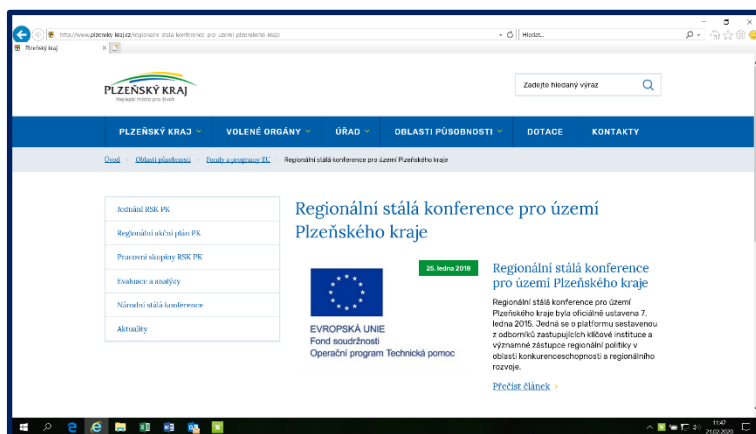 http://www.plzensky-kraj.cz/regionalni-stala-konference-pro-uzemi-plzenskeho-kraje
Hledat...
Plzeňský kraj
PLZEŇSKÝ KRAJ
Nejlepší místo pro život
Zadejte hledaný výraz
PLZEŇSKÝ KRAJ VOLENÉ ORGÁNY ÚŘAD OBLASTI PŮSOBNOSTI DOTACE KONTAKTY
Úvod Oblasti působnosti Fondy a programy EU Regionální stálá konference pro území Plzeňského kraje
Jednání RSK PK
Regionální akční plán PK
Pracovní skupiny RSK PK
Evaluace a analýzy
Národní stálá konference
Aktuality
Regionální stálá konference pro území
Plzeňského kraje
25. ledna 2018
EVROPSKÁ UNIE
Fond soudržnosti
Operační program Technická pomoc
Regionální stálá konference
pro území Plzeňského kraje
Regionální stálá konference pro území
Plzeňského kraje byla oficiálně ustavena 7.
ledna 2015. Jedná se o platformu sestavenou
z odborníků zastupujících klíčové instituce a
významné zástupce regionální politiky v
oblasti konkurenceschopnosti a regionálního
rozvoje.
Přečíst článek
11:47
21.02.2020